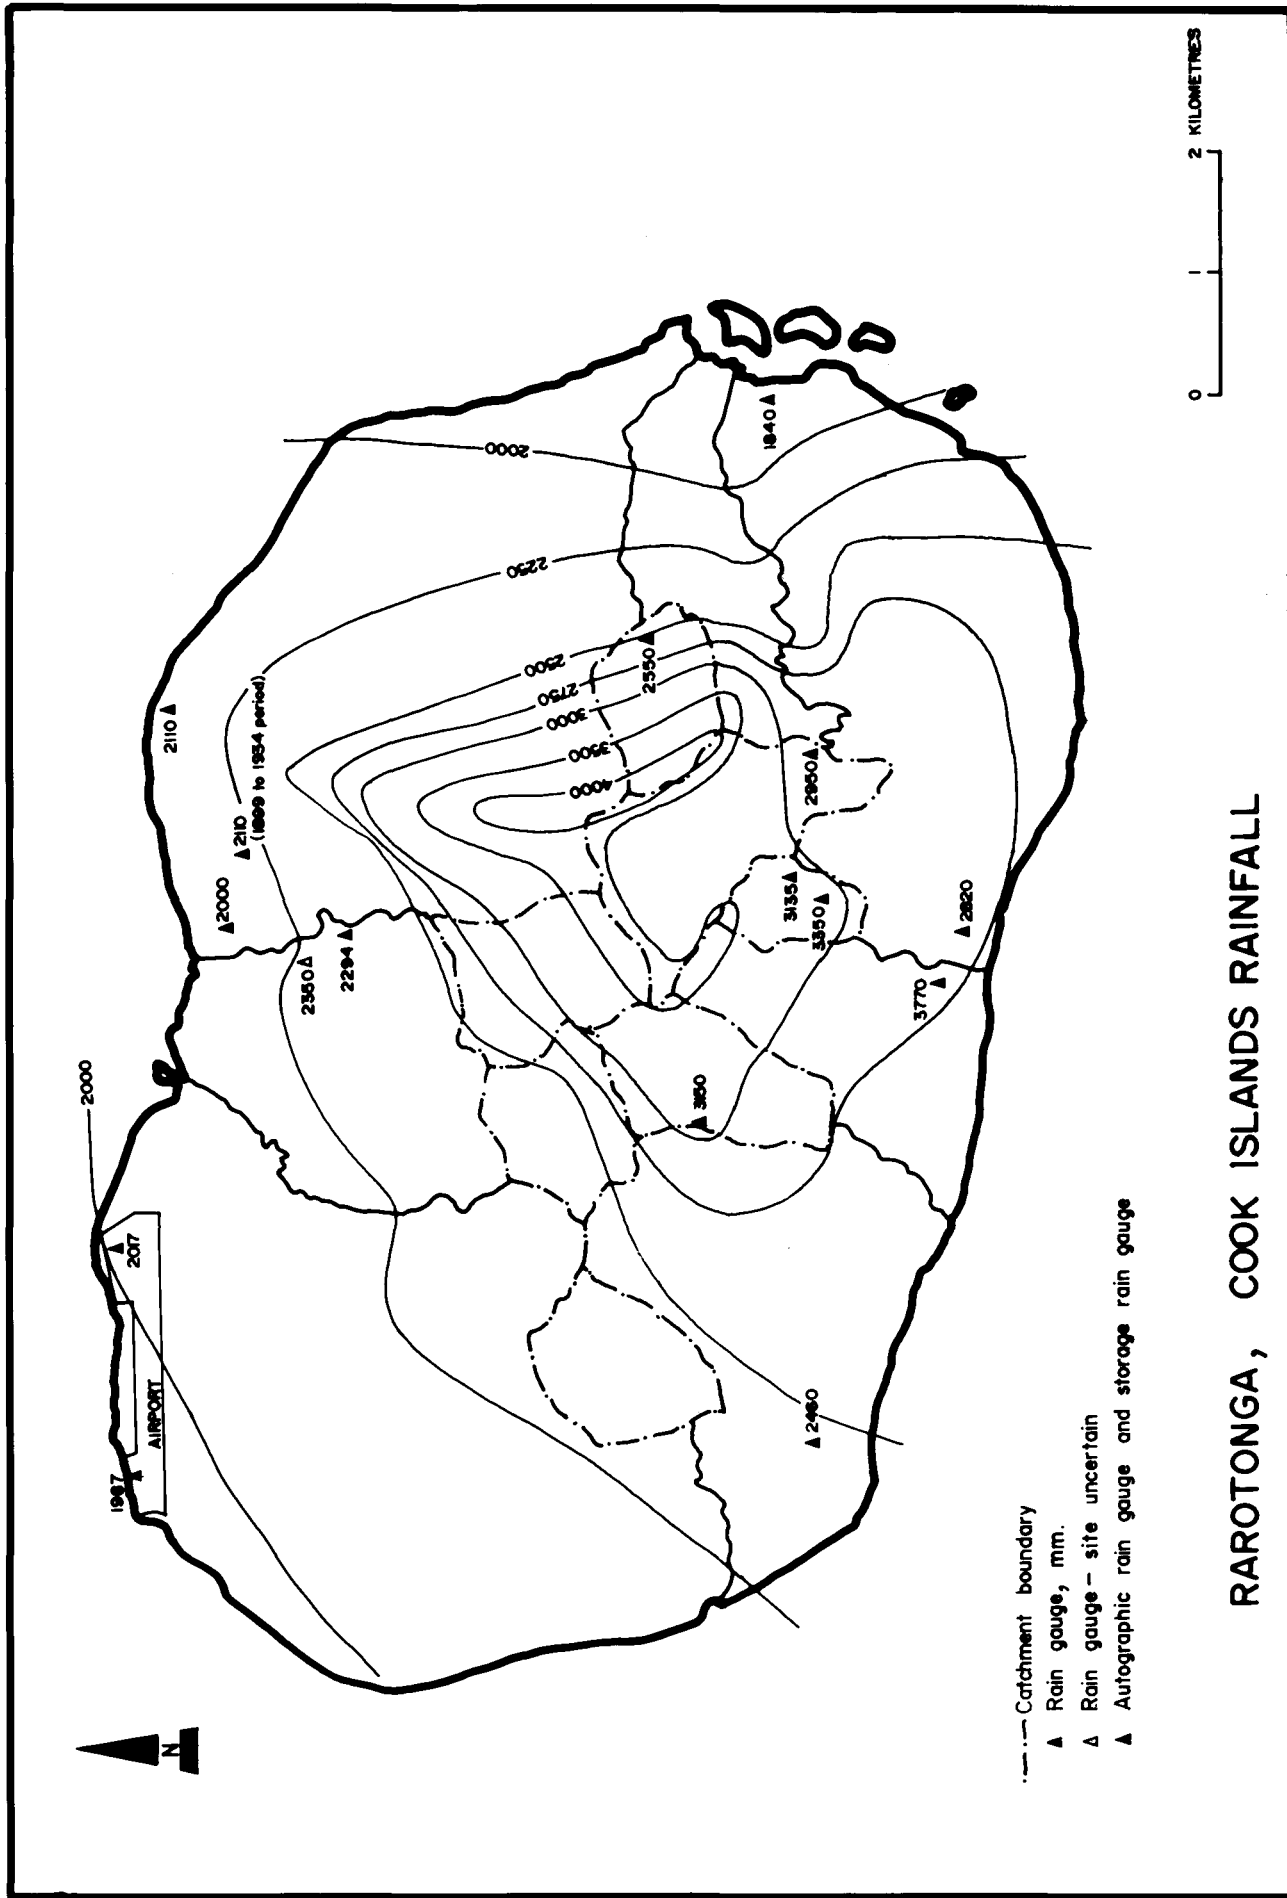 N
2000
2017
1987
AIRPORT
2000
2110
(1899 to 1954 period)
2110
2350
2294
2000
2250
2500
2750
3000
3500
4000
2550
1840
2950
3135
3350
3150
2820
3770
2460
Catchment boundary
Rain gauge, mm.
Rain gauge - site uncertain
Autographic rain gauge and storage rain gauge
0 1 2 KILOMETRES
RAROTONGA, COOK ISLANDS RAINFALL